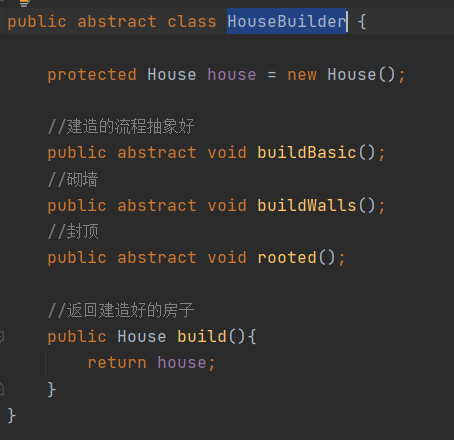 public abstract class HouseBuilder {
protected House house = new House();
//建造的流程抽象好
public abstract void buildBasic();
//砌墙
public abstract void buildWalls();
//封顶
public abstract void rooted();
//返回建造好的房子
public House build(){
return house;
}
}